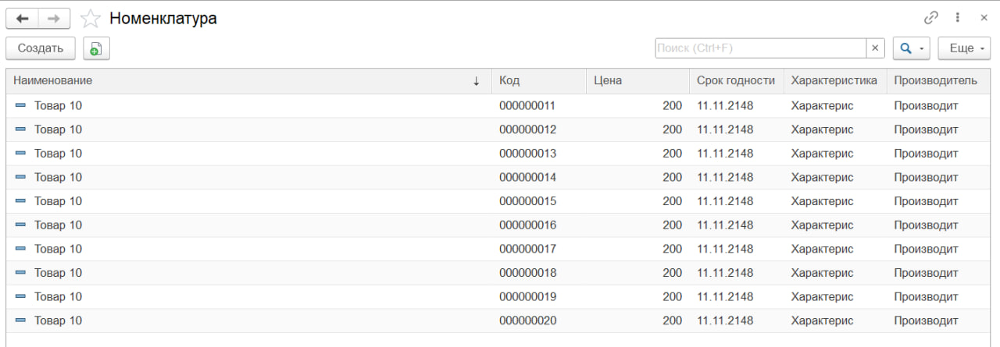 Номенклатура
Создать Поиск (Ctrl+F) × Еще
Наименование ↓ Код Цена Срок годности Характеристика Производитель
Товар 10 000000011 200 11.11.2148 Характерис Производит
Товар 10 000000012 200 11.11.2148 Характерис Производит
Товар 10 000000013 200 11.11.2148 Характерис Производит
Товар 10 000000014 200 11.11.2148 Характерис Производит
Товар 10 000000015 200 11.11.2148 Характерис Производит
Товар 10 000000016 200 11.11.2148 Характерис Производит
Товар 10 000000017 200 11.11.2148 Характерис Производит
Товар 10 000000018 200 11.11.2148 Характерис Производит
Товар 10 000000019 200 11.11.2148 Характерис Производит
Товар 10 000000020 200 11.11.2148 Характерис Производит